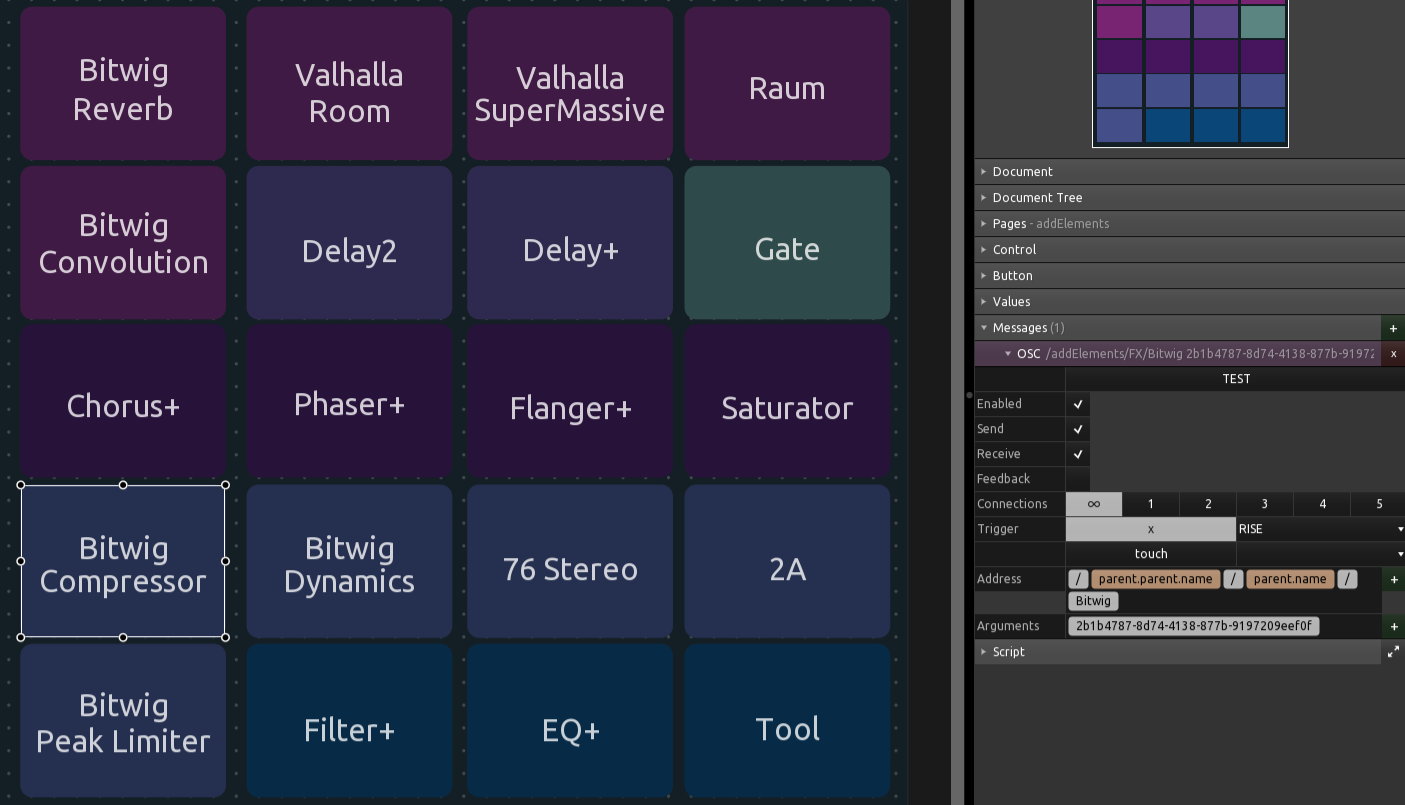 Bitwig
Reverb
Valhalla
Room
Valhalla
SuperMassive
Raum
Bitwig
Convolution
Delay2
Delay+
Gate
Chorus+
Phaser+
Flanger+
Saturator
Bitwig
Compressor
Bitwig
Dynamics
76 Stereo
2A
Bitwig
Peak Limiter
Filter+
EQ+
Tool
Document
Document Tree
Pages - addElements
Control
Button
Values
Messages (1) +
OSC /addElements/FX/Bitwig 2b1b4787-8d74-4138-877b-91972 x
TEST
Enabled
Send
Receive
Feedback
Connections ∞ 1 2 3 4 5
Trigger x RISE
touch
Address / parent.parent.name / parent.name / +
Bitwig
Arguments 2b1b4787-8d74-4138-877b-9197209eef0f +
Script